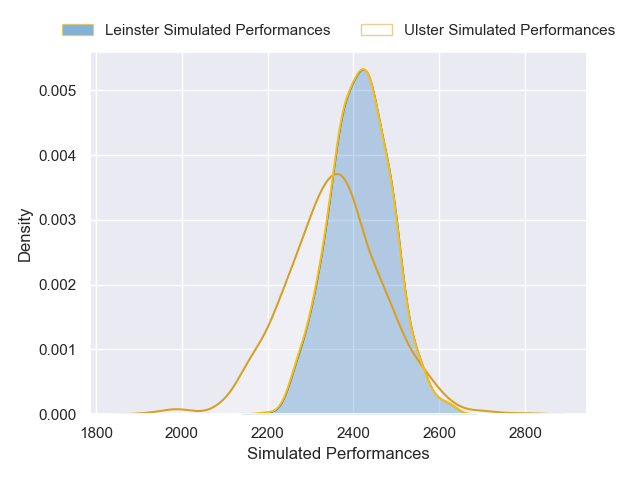 Leinster Simulated Performances Ulster Simulated Performances
0.005
0.004
0.003
0.002
0.001
0.000
Density
1800 2000 2200 2400 2600 2800
Simulated Performances